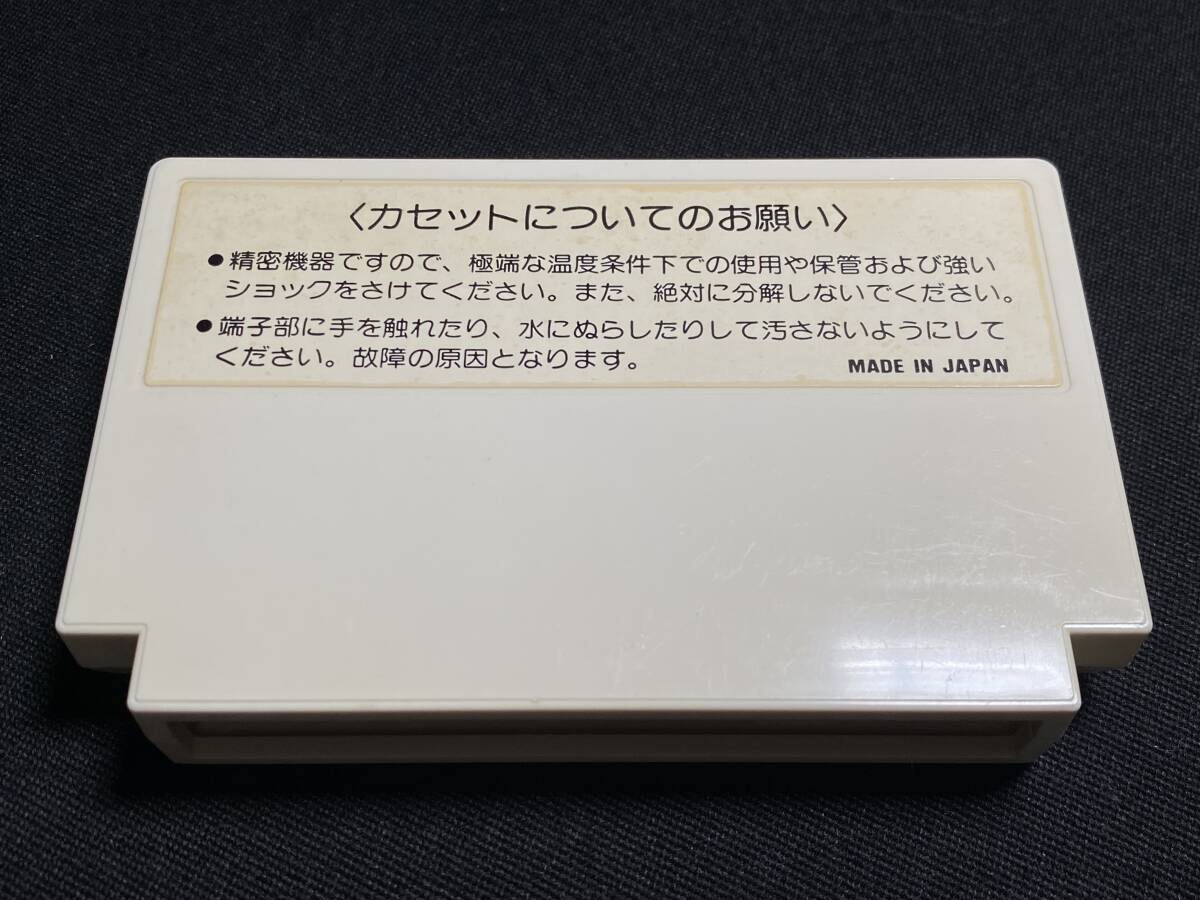 〈カセットについてのお願い〉
●精密機器ですので、極端な温度条件下での使用や保管および強い
ショックをさけてください。また、絶対に分解しないでください。
●端子部に手を触れたり、水にぬらしたりして汚さないようにして
ください。故障の原因となります。
MADE IN JAPAN